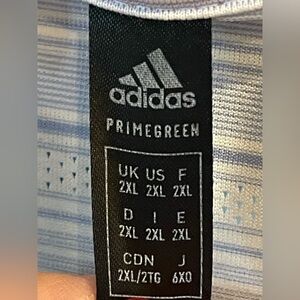 adidas
PRIMEGREEN
UK US F
2XL 2XL 2XL
D I E
2XL 2XL 2XL
CDN J
2XL/2TG 6XO